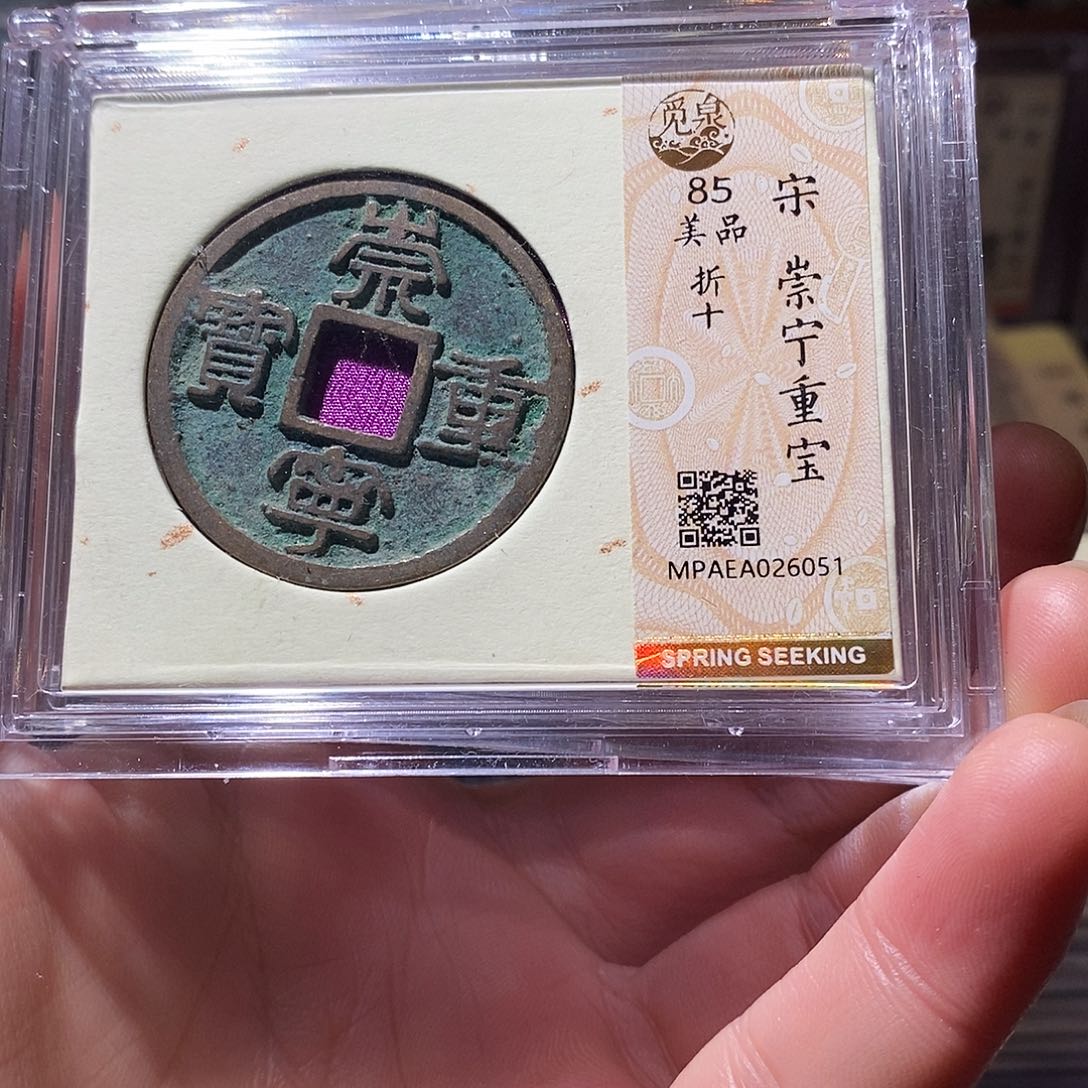 崇
寧
重
寶
觅泉
85
美品
折十
宋 崇宁重宝
MPAEA026051
SPRING SEEKING